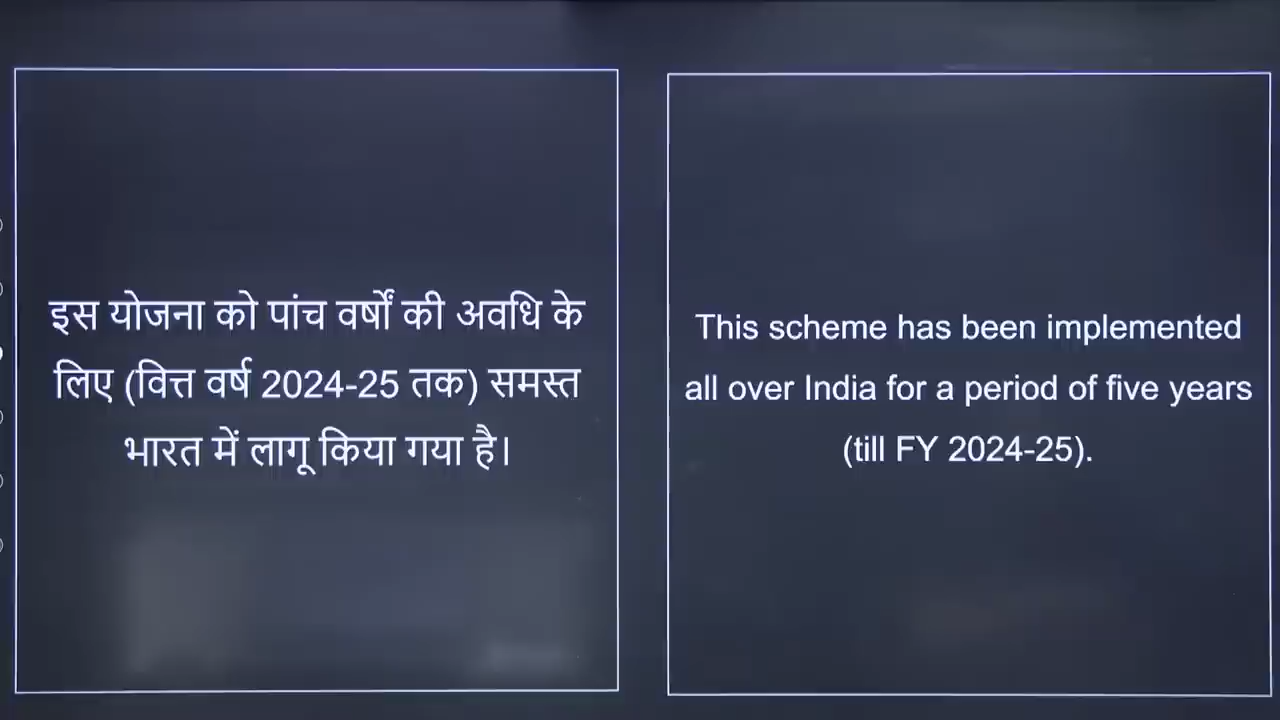 इस योजना को पांच वर्षों की अवधि के
लिए (वित्त वर्ष 2024-25 तक) समस्त
भारत में लागू किया गया है।
This scheme has been implemented
all over India for a period of five years
(till FY 2024-25).